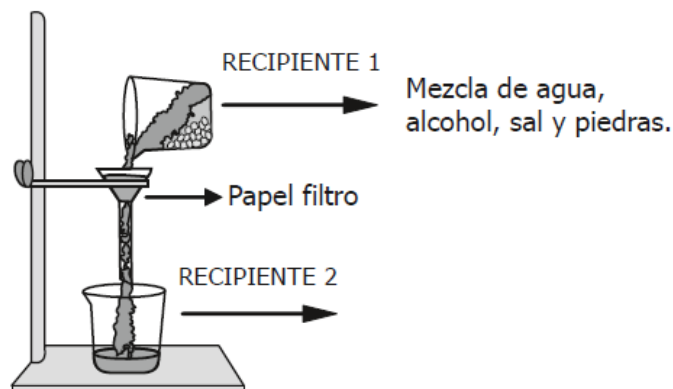 RECIPIENTE 1
Mezcla de agua,
alcohol, sal y piedras.
Papel filtro
RECIPIENTE 2